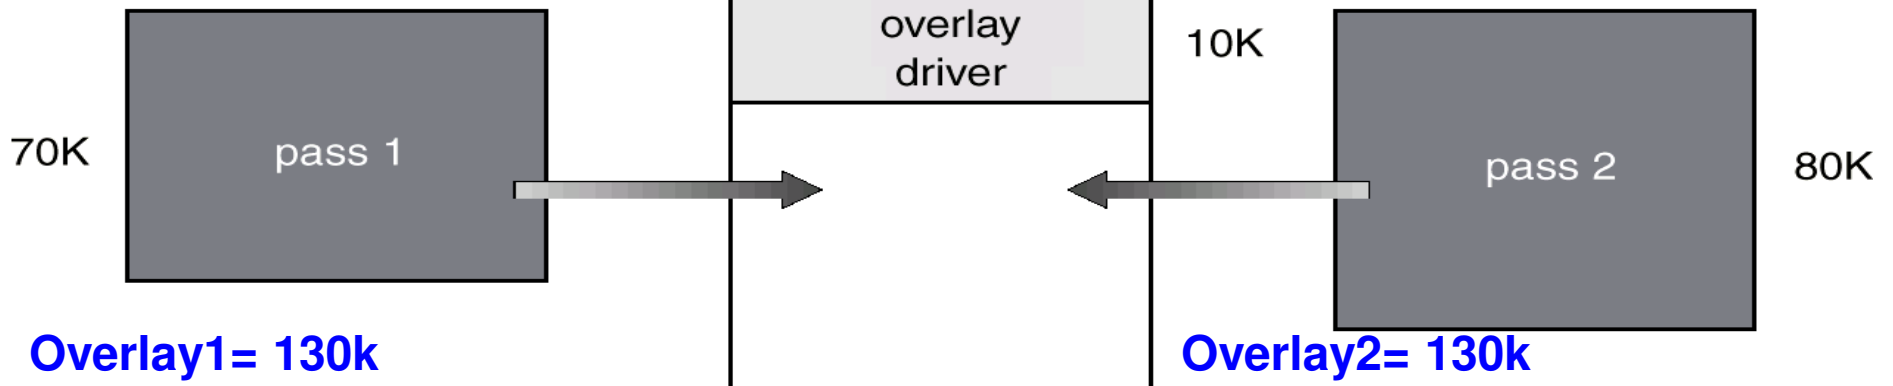 overlay
driver
10K
70K
pass 1
pass 2
80K
Overlay1= 130k
Overlay2= 130k